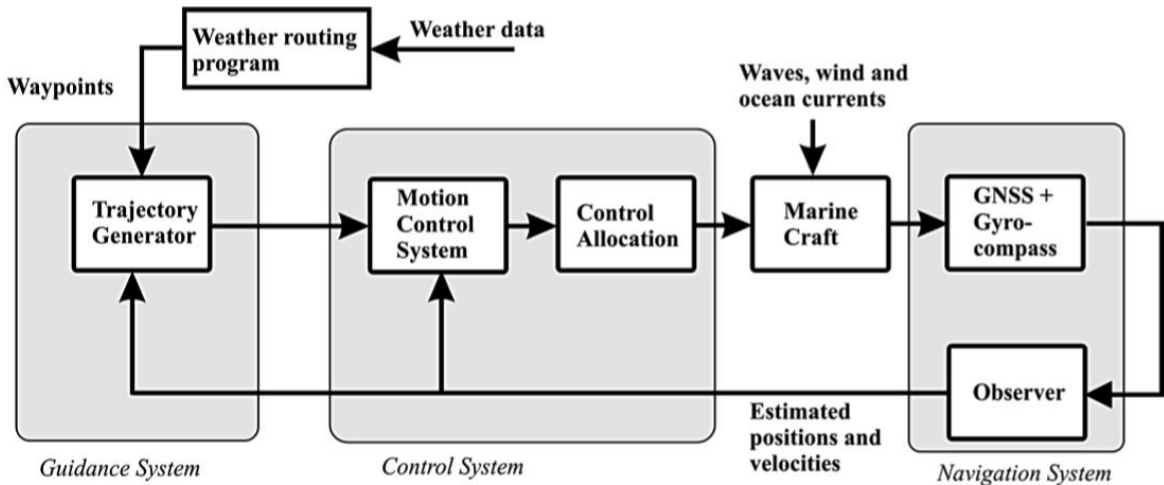 Weather routing
program
Weather data
Waypoints
Waves, wind and
ocean currents
Trajectory
Generator
Motion
Control
System
Control
Allocation
Marine
Craft
GNSS +
Gyro-
compass
Observer
Estimated
positions and
velocities
Guidance System
Control System
Navigation System